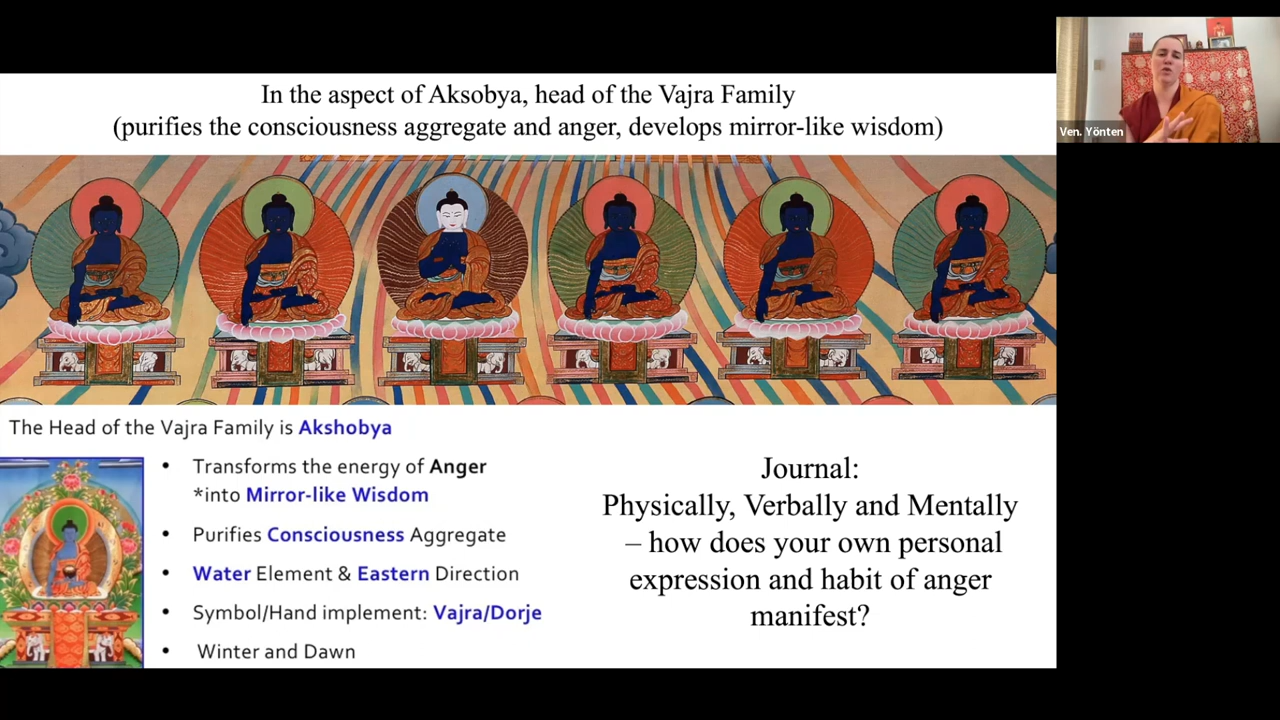 In the aspect of Aksobya, head of the Vajra Family
(purifies the consciousness aggregate and anger, develops mirror-like wisdom)
Ven. Yönten
The Head of the Vajra Family is Akshobya
• Transforms the energy of Anger
*into Mirror-like Wisdom
• Purifies Consciousness Aggregate
• Water Element & Eastern Direction
• Symbol/Hand implement: Vajra/Dorje
• Winter and Dawn
Journal:
Physically, Verbally and Mentally
– how does your own personal
expression and habit of anger
manifest?